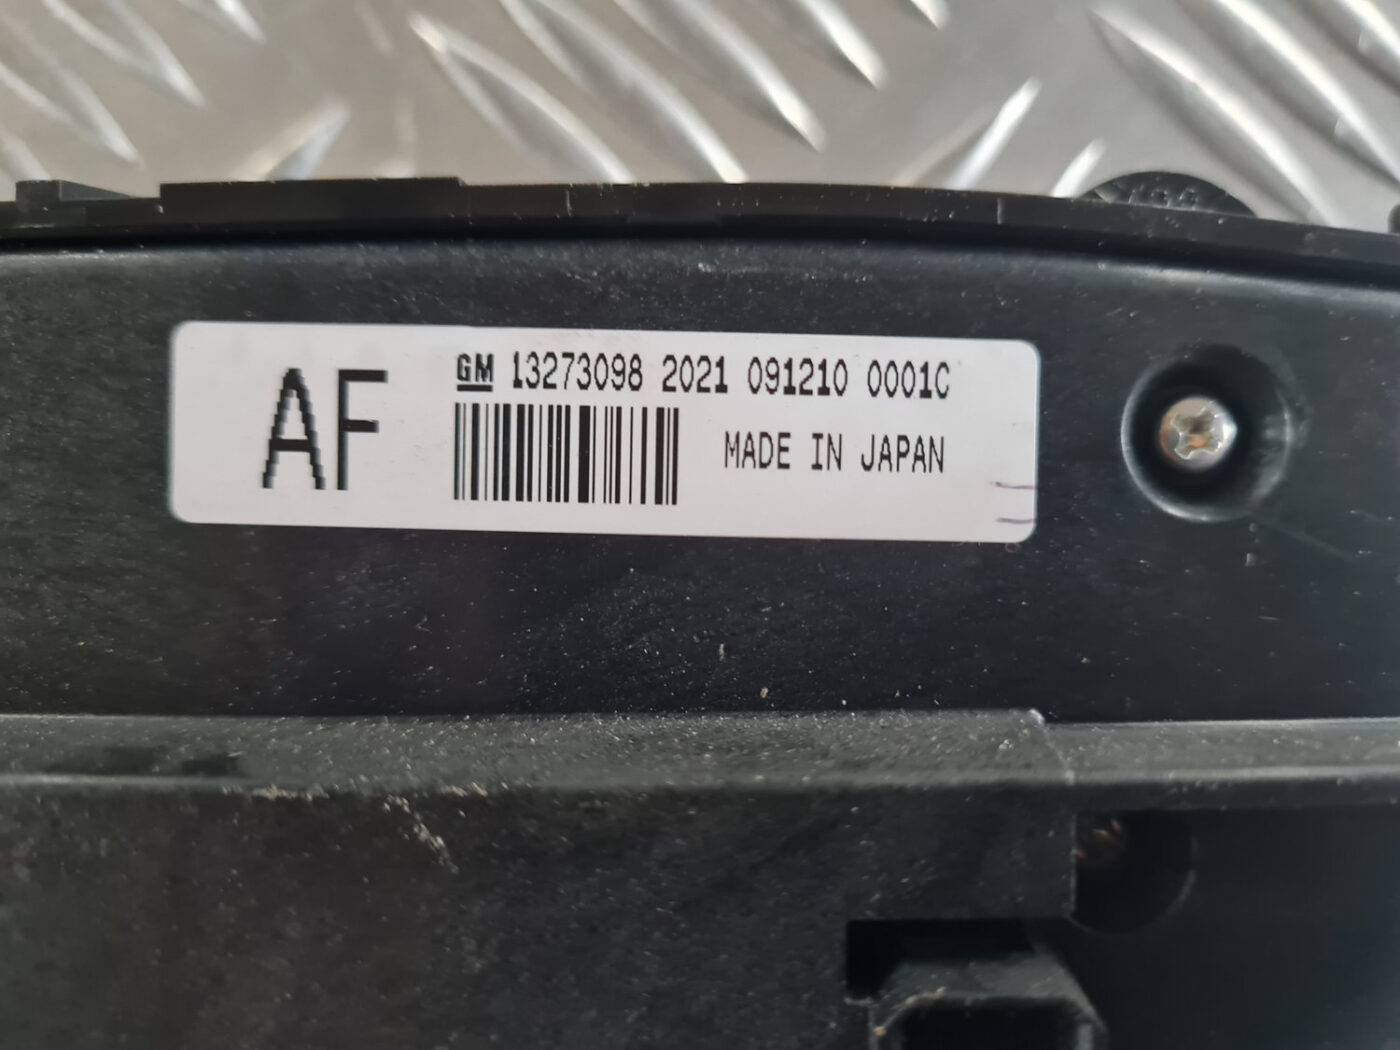 AF
GM 13273098 2021 091210 0001C
MADE IN JAPAN